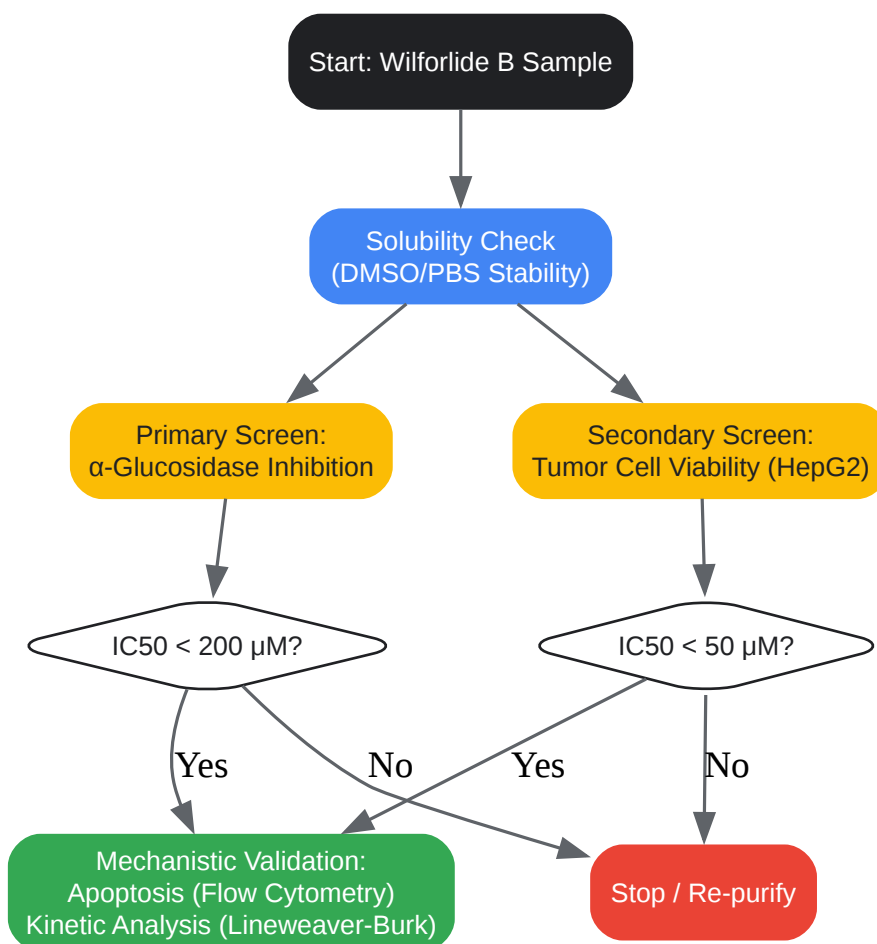 Start: Wilforlide B Sample
Solubility Check
(DMSO/PBS Stability)
Primary Screen:
α-Glucosidase Inhibition
Secondary Screen:
Tumor Cell Viability (HepG2)
IC50 < 200 μM?
IC50 < 50 μM?
Yes
No
Yes
No
Mechanistic Validation:
Apoptosis (Flow Cytometry)
Kinetic Analysis (Lineweaver-Burk)
Stop / Re-purify